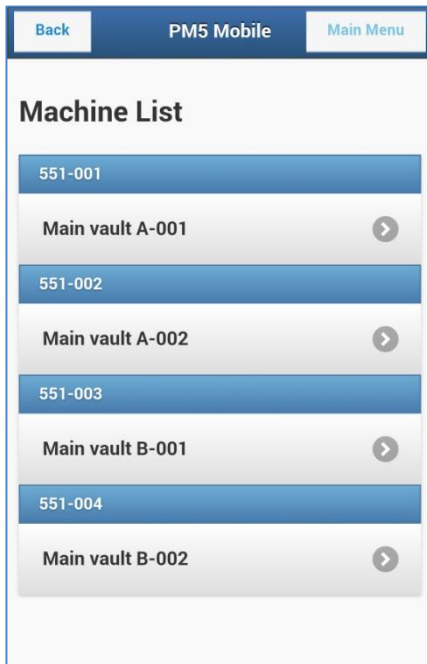 Back PM5 Mobile Main Menu
Machine List
551-001
Main vault A-001
551-002
Main vault A-002
551-003
Main vault B-001
551-004
Main vault B-002